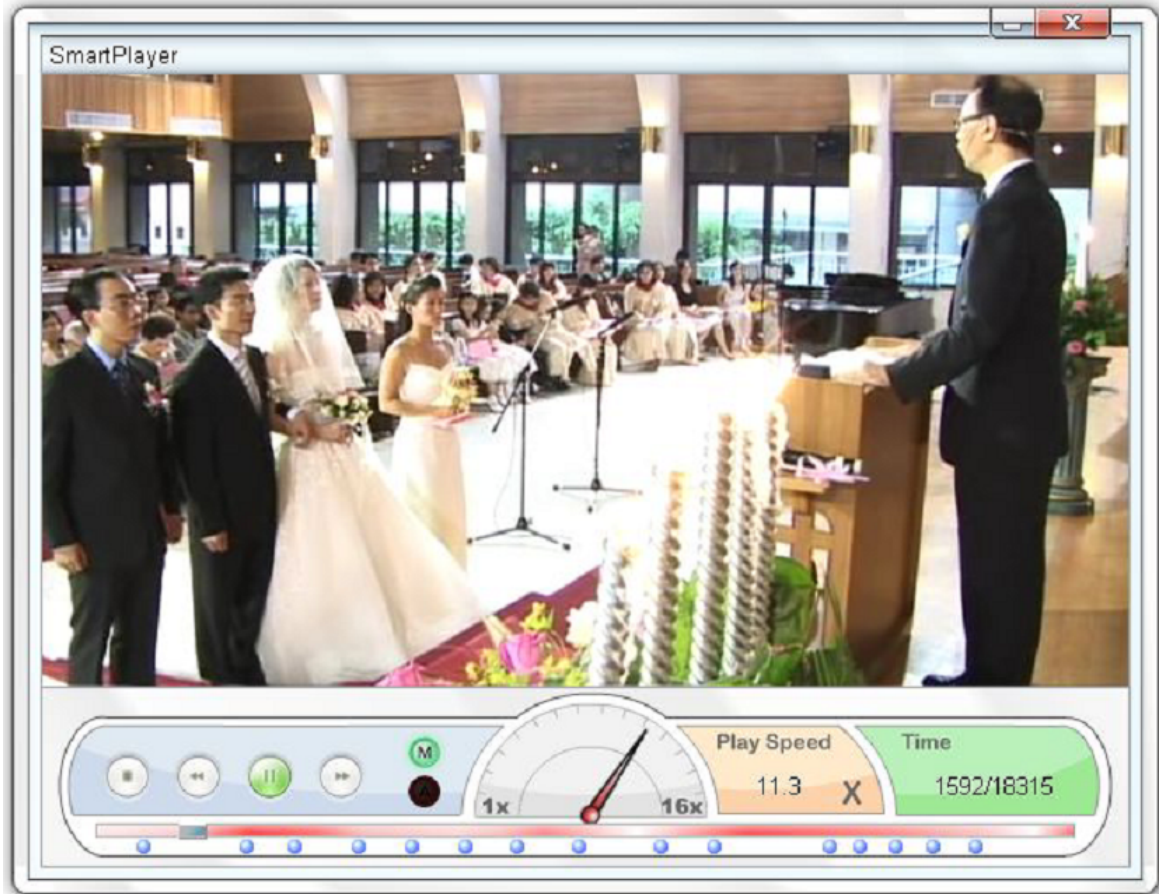 SmartPlayer
X
M
A
1x
16x
Play Speed
11.3 X
Time
1592/18315